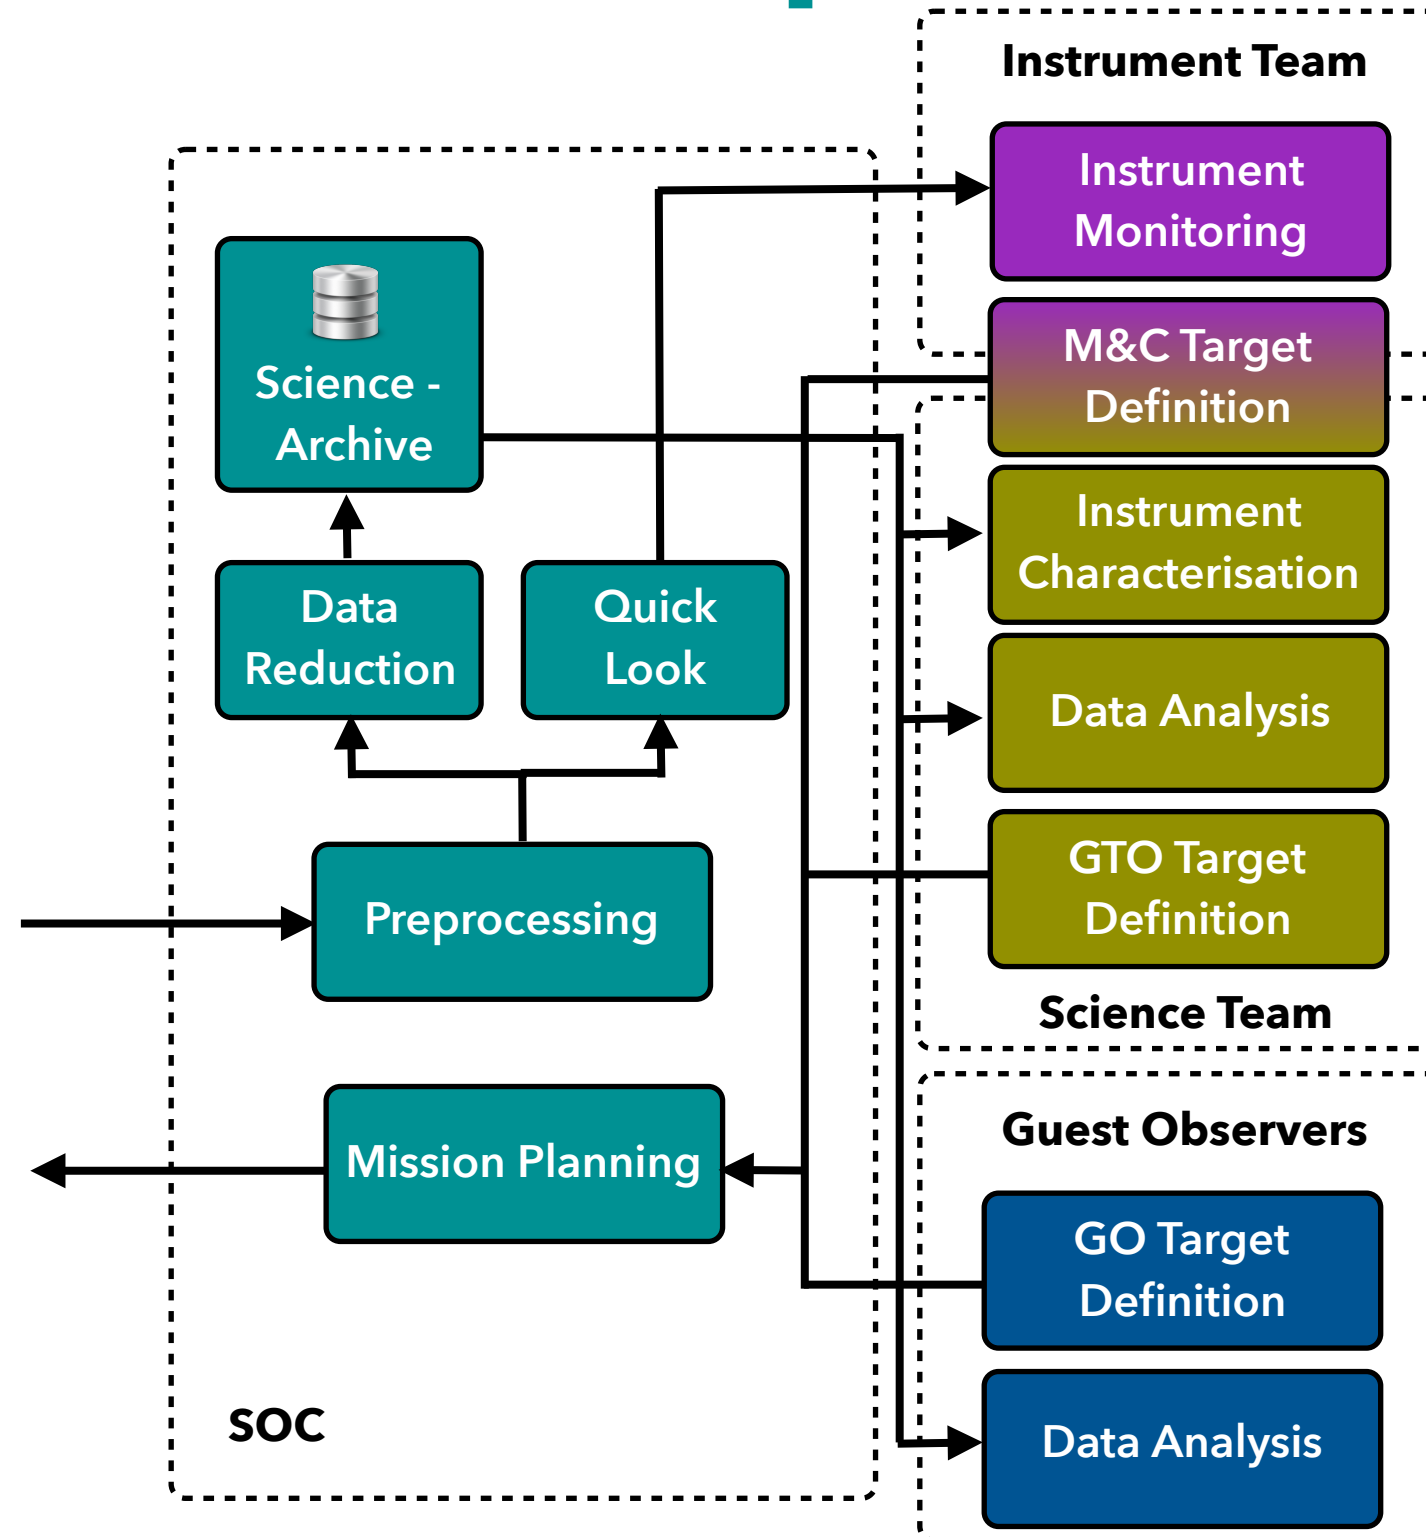 Instrument Team
Instrument
Monitoring
M&C Target
Definition
Instrument
Characterisation
Data Analysis
GTO Target
Definition
Science Team
Science -
Archive
Data
Reduction
Quick
Look
Preprocessing
Mission Planning
SOC
Guest Observers
GO Target
Definition
Data Analysis